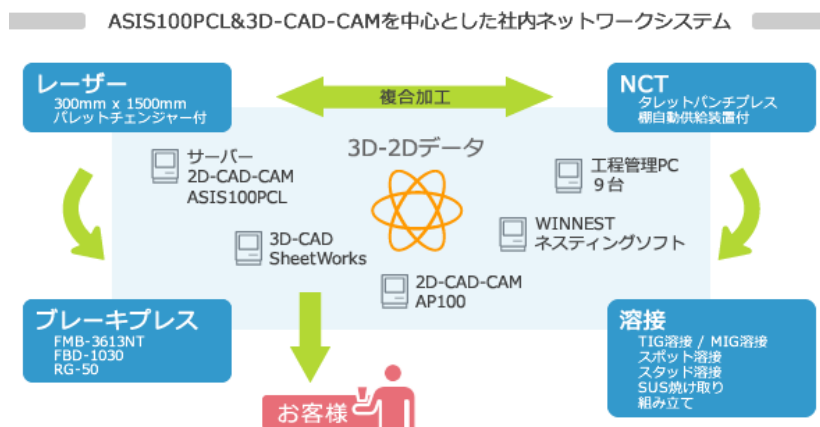 ASIS100PCL&3D-CAD-CAMを中心とした社内ネットワークシステム
レーザー
300mm x 1500mm
パレットチェンジャー付
複合加工
NCT
タレットパンチプレス
棚自動供給装置付
3D-2Dデータ
サーバー
2D-CAD-CAM
ASIS100PCL
工程管理PC
9台
3D-CAD
SheetWorks
WINNEST
ネスティングソフト
2D-CAD-CAM
AP100
ブレーキプレス
FMB-3613NT
FBD-1030
RG-50
溶接
TIG溶接 / MIG溶接
スポット溶接
スタッド溶接
SUS焼け取り
組み立て
お客様